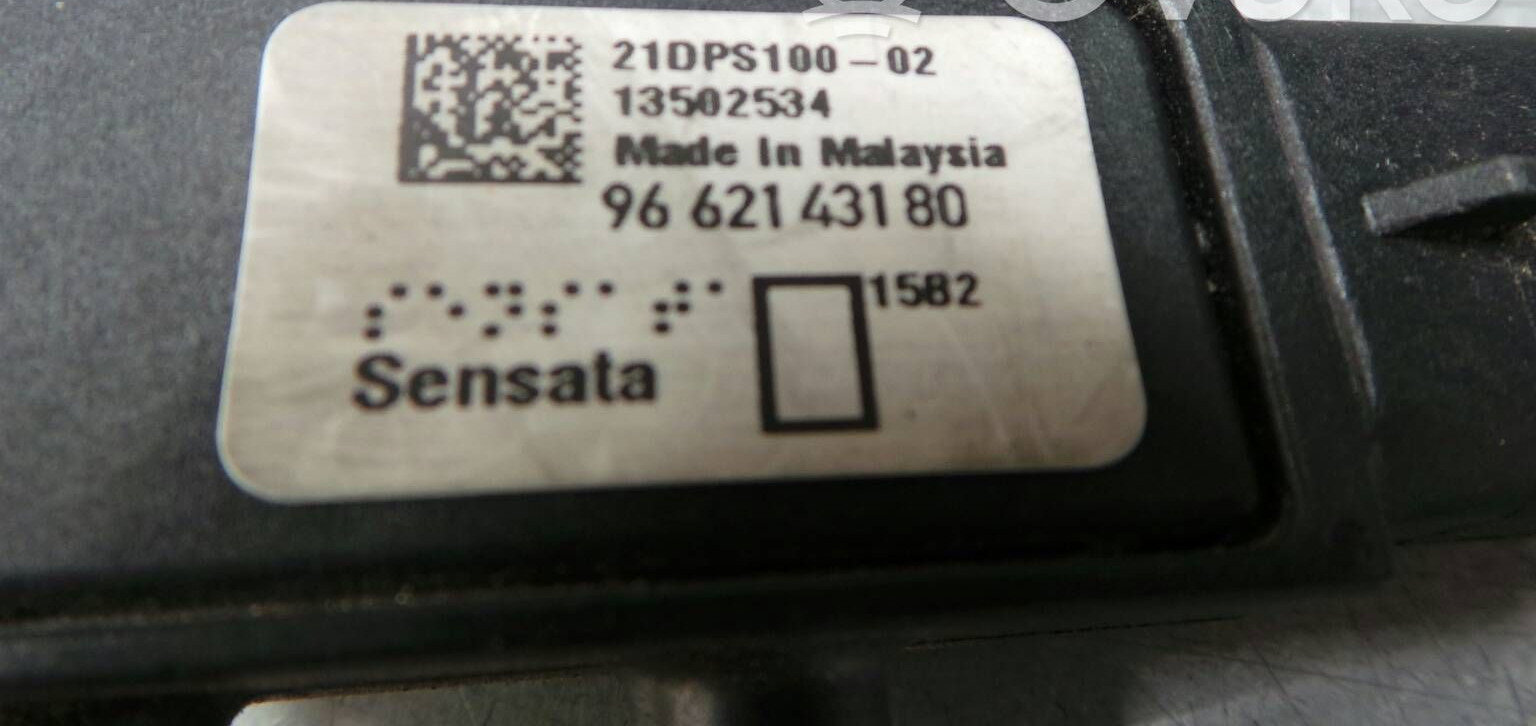 21DPS100-02
13502534
Made In Malaysia
96 621 431 80
1582
Sensata